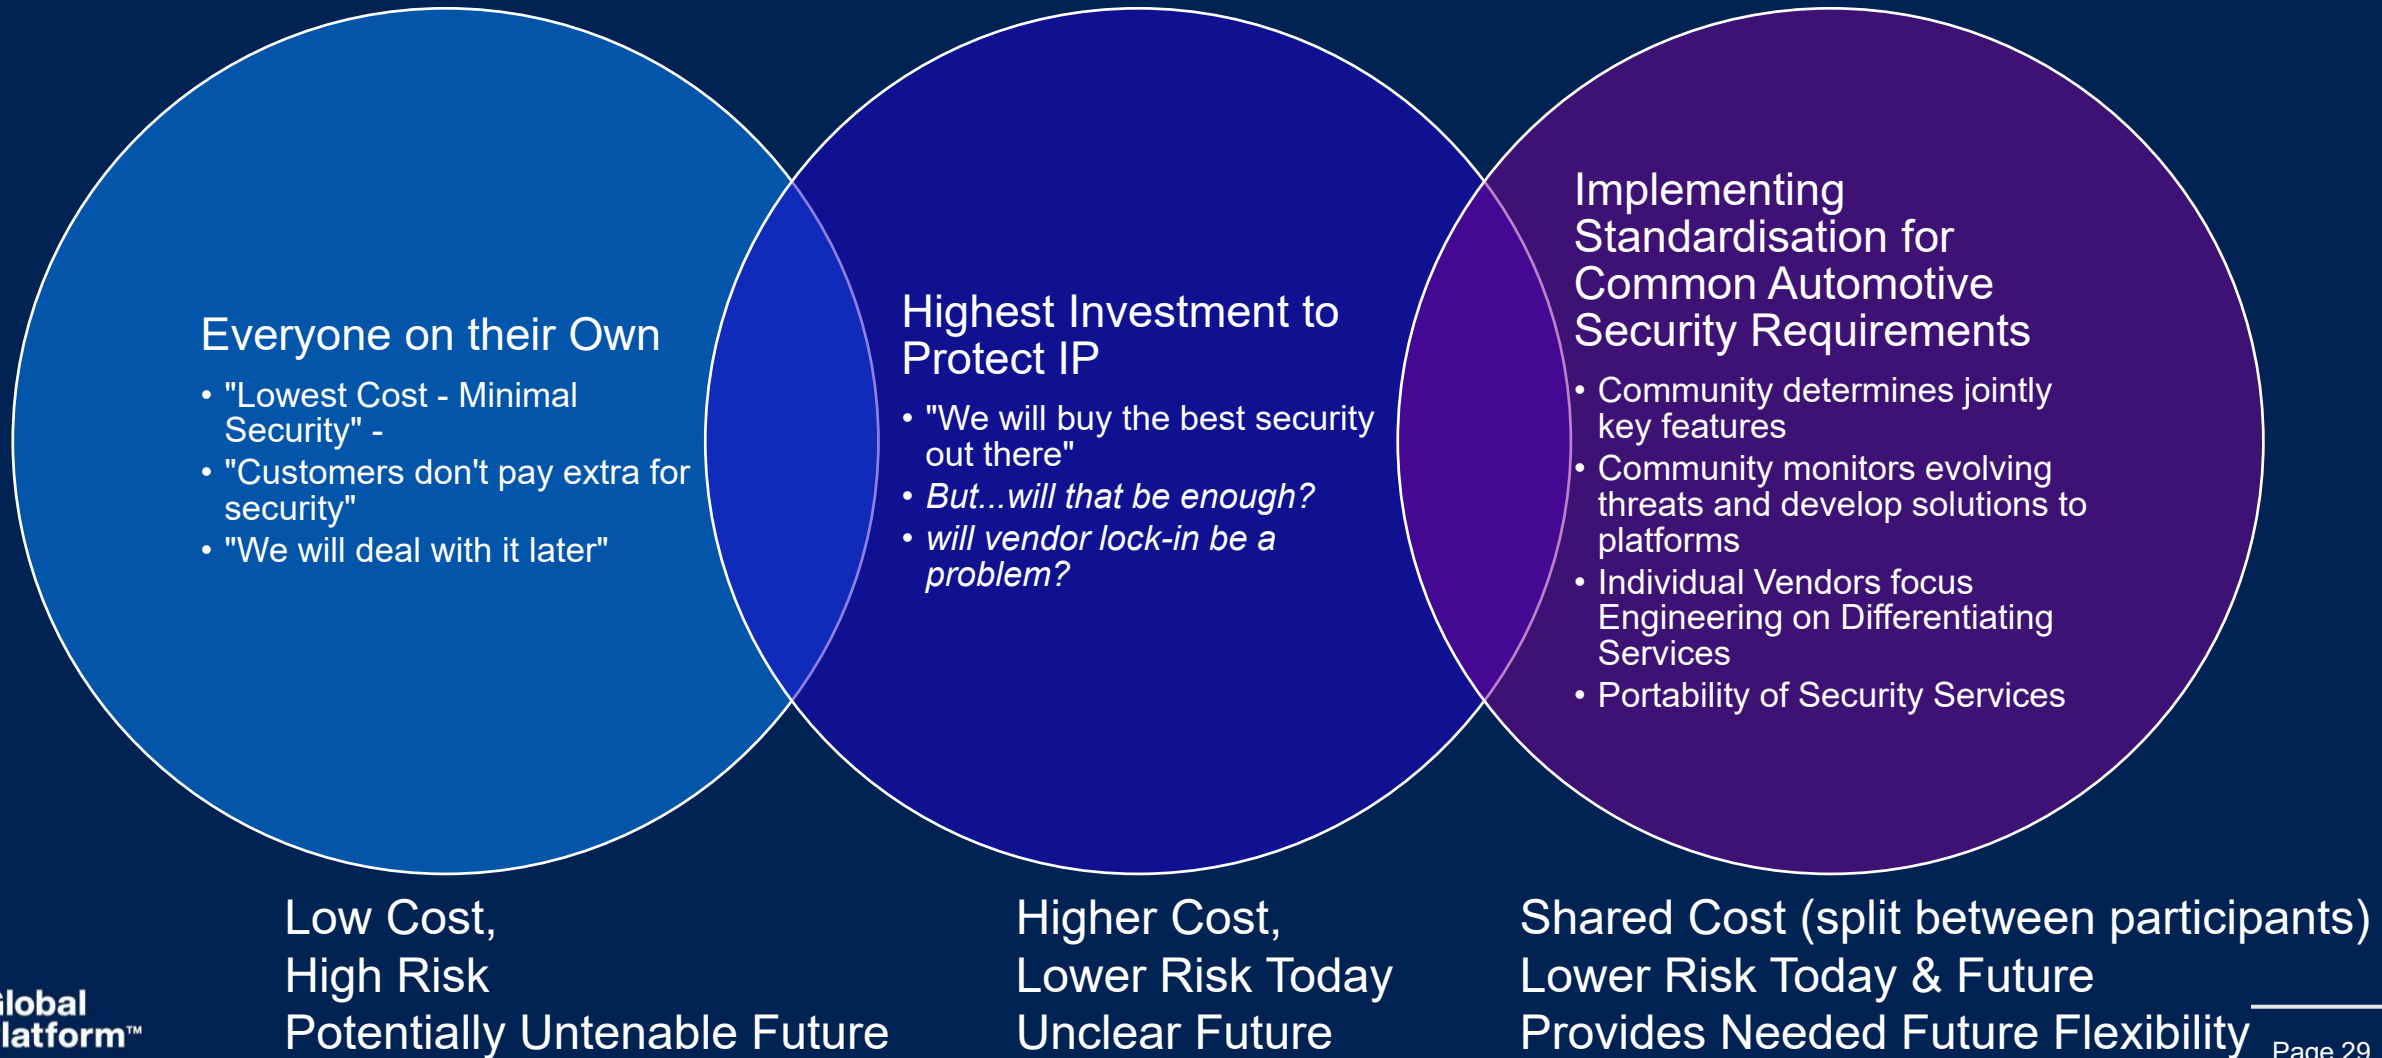 Everyone on their Own
• "Lowest Cost - Minimal
Security" -
• "Customers don't pay extra for
security"
• "We will deal with it later"
Highest Investment to
Protect IP
• "We will buy the best security
out there"
• But...will that be enough?
• will vendor lock-in be a
problem?
Implementing
Standardisation for
Common Automotive
Security Requirements
• Community determines jointly
key features
• Community monitors evolving
threats and develop solutions to
platforms
• Individual Vendors focus
Engineering on Differentiating
Services
• Portability of Security Services
Low Cost,
High Risk
Potentially Untenable Future
Higher Cost,
Lower Risk Today
Unclear Future
Shared Cost (split between participants)
Lower Risk Today & Future
Provides Needed Future Flexibility
Global
Platform™
Page 29